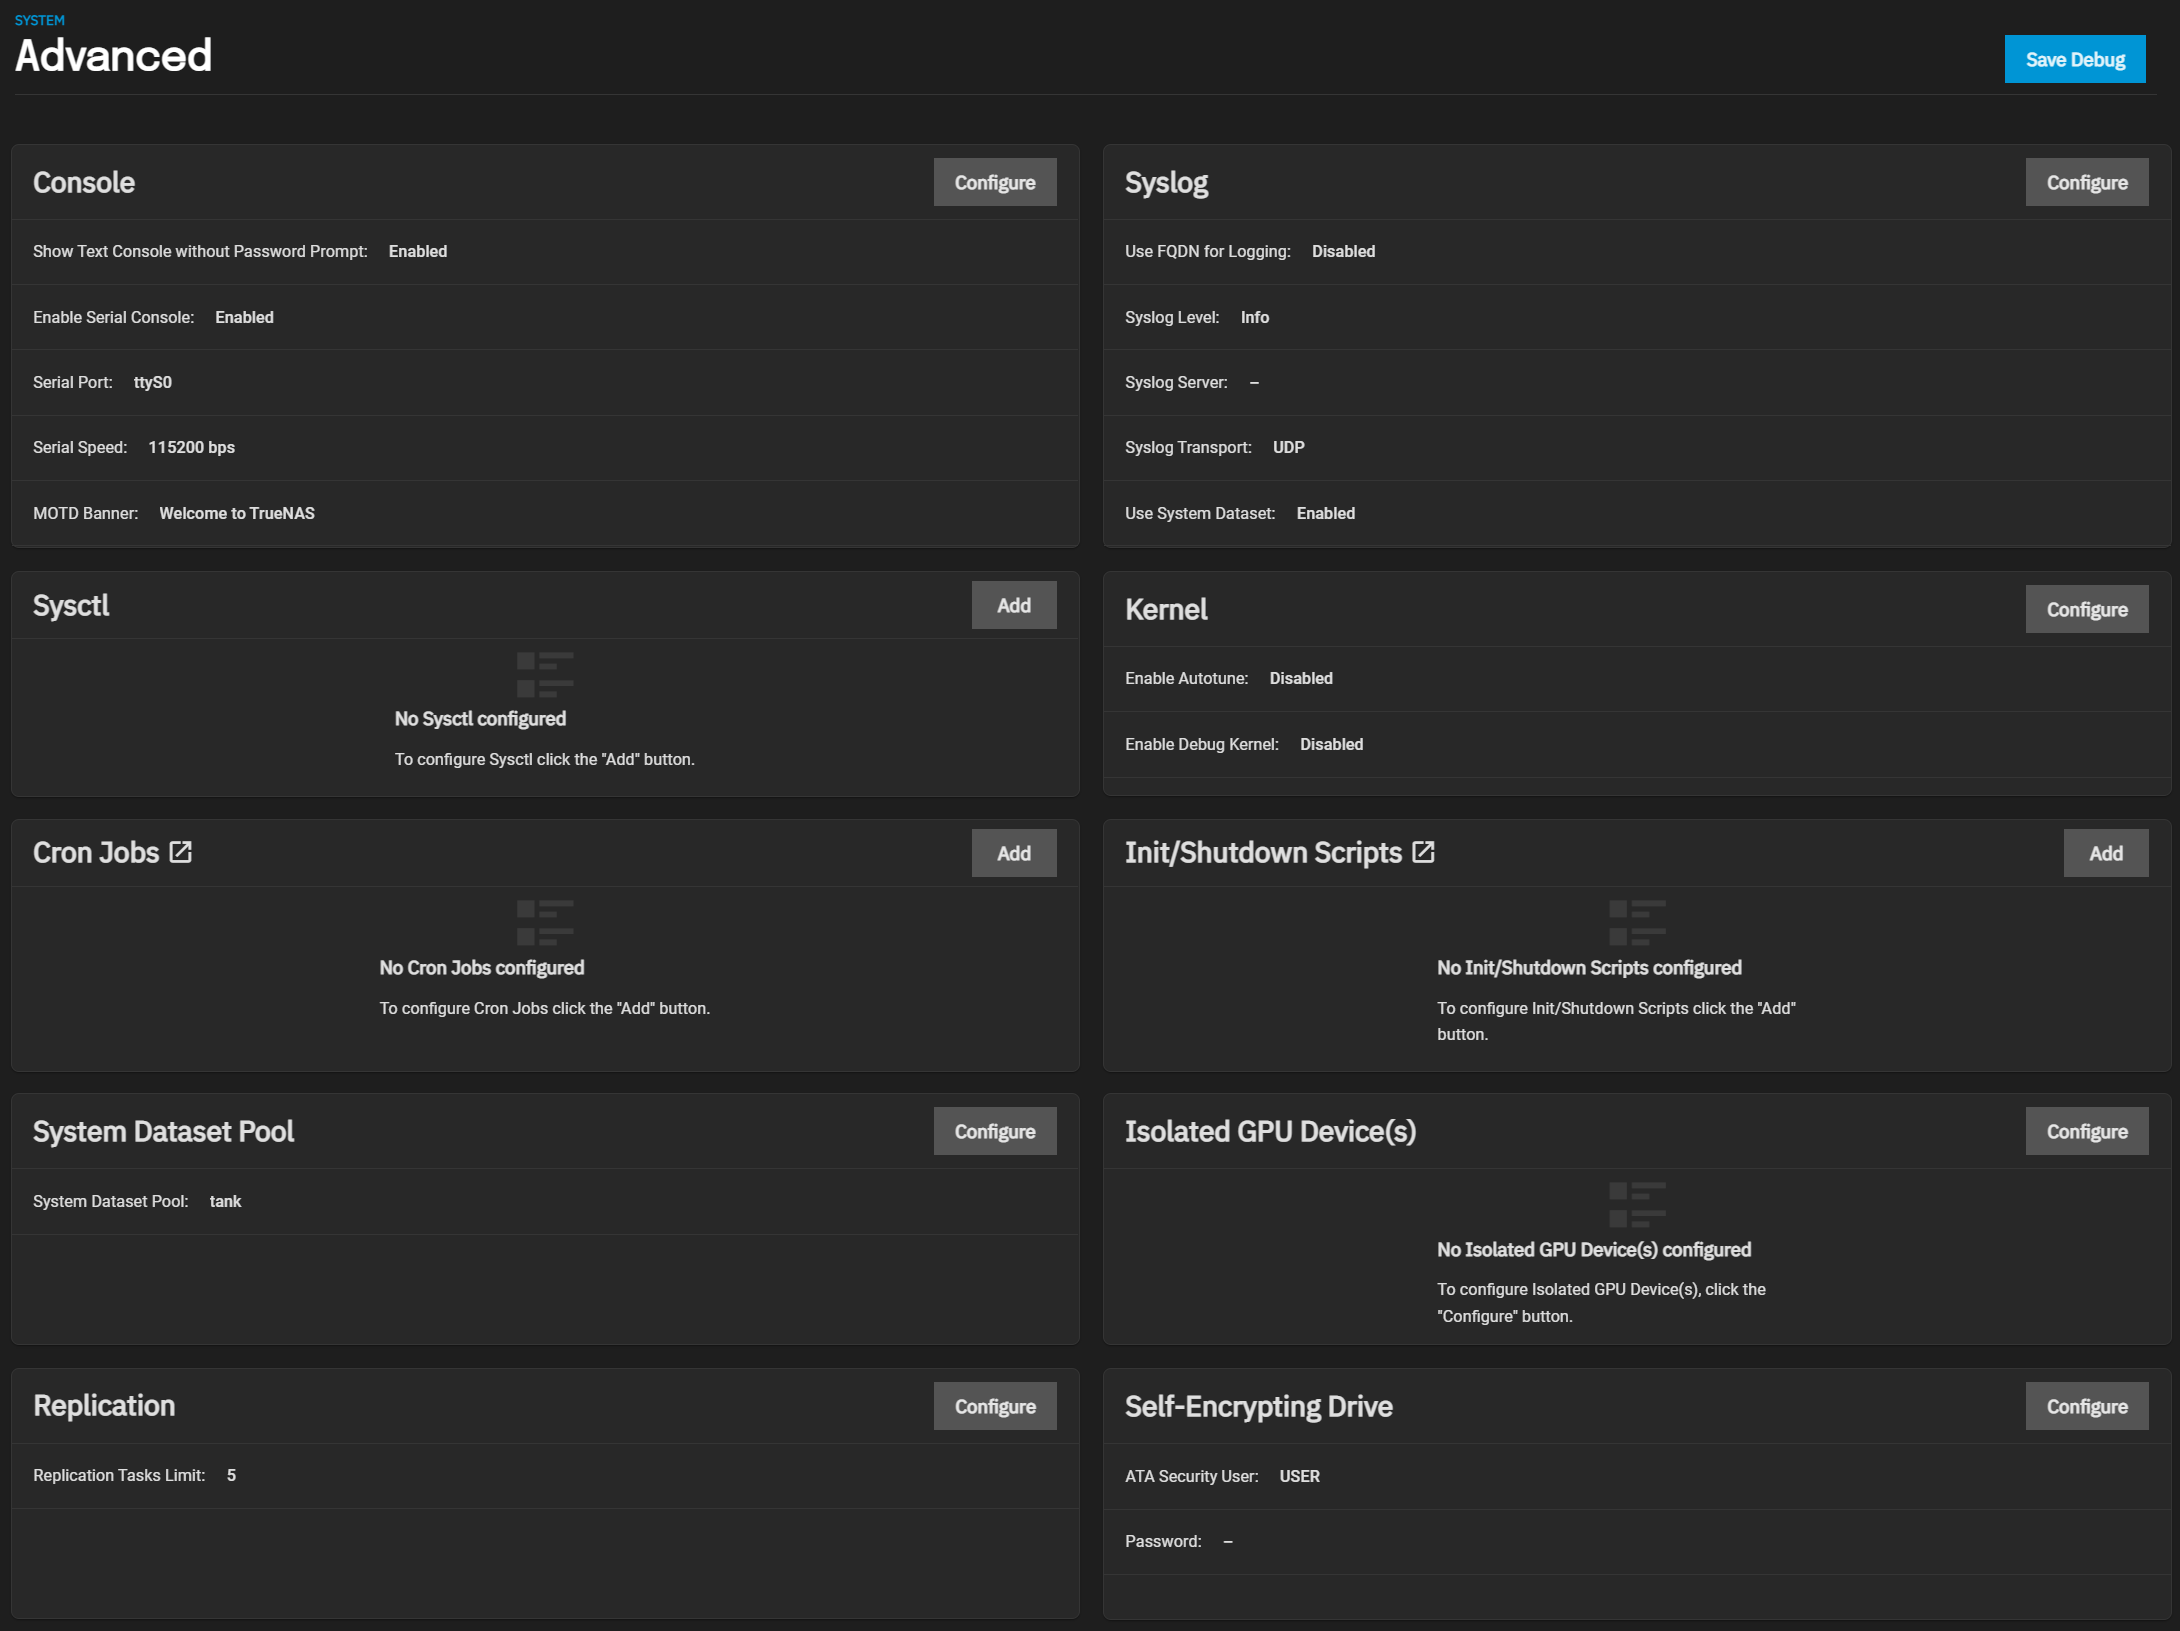 SYSTEM
Advanced
Save Debug
Console
Configure
Show Text Console without Password Prompt: Enabled
Enable Serial Console: Enabled
Serial Port: ttyS0
Serial Speed: 115200 bps
MOTD Banner: Welcome to TrueNAS
Syslog
Configure
Use FQDN for Logging: Disabled
Syslog Level: Info
Syslog Server: –
Syslog Transport: UDP
Use System Dataset: Enabled
Sysctl
Add
No Sysctl configured
To configure Sysctl click the "Add" button.
Kernel
Configure
Enable Autotune: Disabled
Enable Debug Kernel: Disabled
Cron Jobs
Add
No Cron Jobs configured
To configure Cron Jobs click the "Add" button.
Init/Shutdown Scripts
Add
No Init/Shutdown Scripts configured
To configure Init/Shutdown Scripts click the "Add"
button.
System Dataset Pool
Configure
System Dataset Pool: tank
Isolated GPU Device(s)
Configure
No Isolated GPU Device(s) configured
To configure Isolated GPU Device(s), click the
"Configure" button.
Replication
Configure
Replication Tasks Limit: 5
Self-Encrypting Drive
Configure
ATA Security User: USER
Password: –